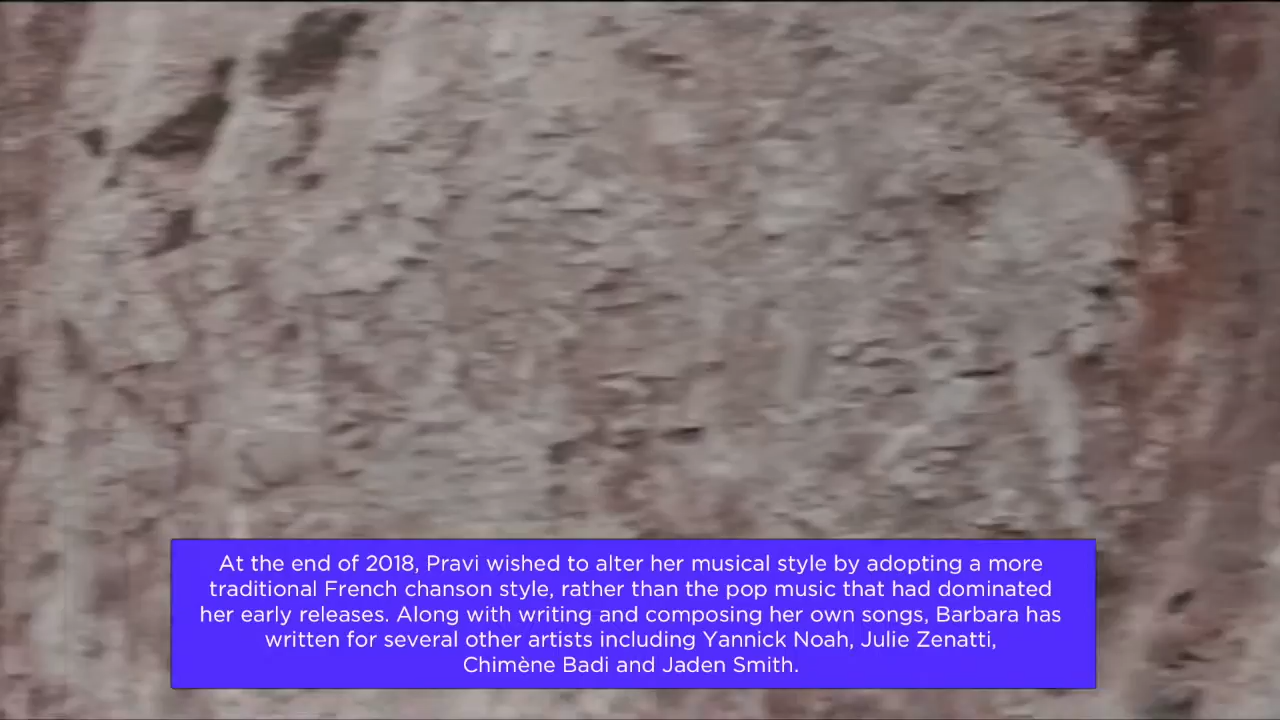 At the end of 2018, Pravi wished to alter her musical style by adopting a more
traditional French chanson style, rather than the pop music that had dominated
her early releases. Along with writing and composing her own songs, Barbara has
written for several other artists including Yannick Noah, Julie Zenatti,
Chimène Badi and Jaden Smith.